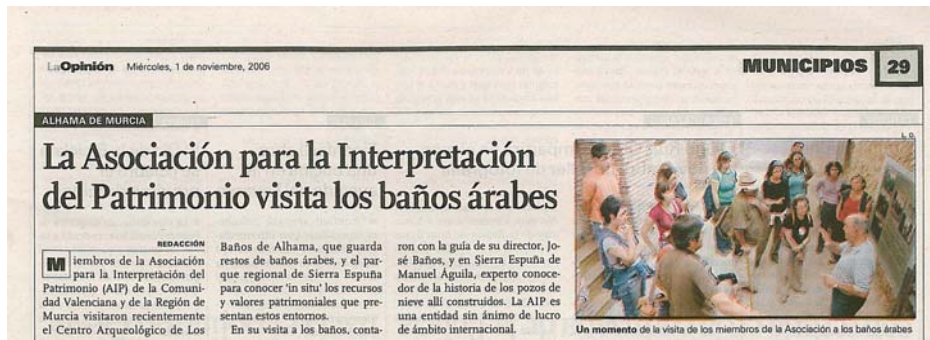 LaOpinión Miércoles, 1 de noviembre, 2006
MUNICIPIOS 29
ALHAMA DE MURCIA
La Asociación para la Interpretación
del Patrimonio visita los baños árabes
REDACCIÓN
Miembros de la Asociación
para la Interpretación del
Patrimonio (AIP) de la Comuni-
dad Valenciana y de la Región de
Murcia visitaron recientemente
el Centro Arqueológico de Los
Baños de Alhama, que guarda
restos de baños árabes, y el par-
que regional de Sierra Espuña
para conocer 'in situ' los recursos
y valores patrimoniales que pre-
sentan estos entornos.
En su visita a los baños, conta-
ron con la guía de su director, Jo-
sé Baños, y en Sierra Espuña de
Manuel Águila, experto conoce-
dor de la historia de los pozos de
nieve allí construidos. La AIP es
una entidad sin ánimo de lucro
de ámbito internacional.
L.O.
Un momento de la visita de los miembros de la Asociación a los baños árabes